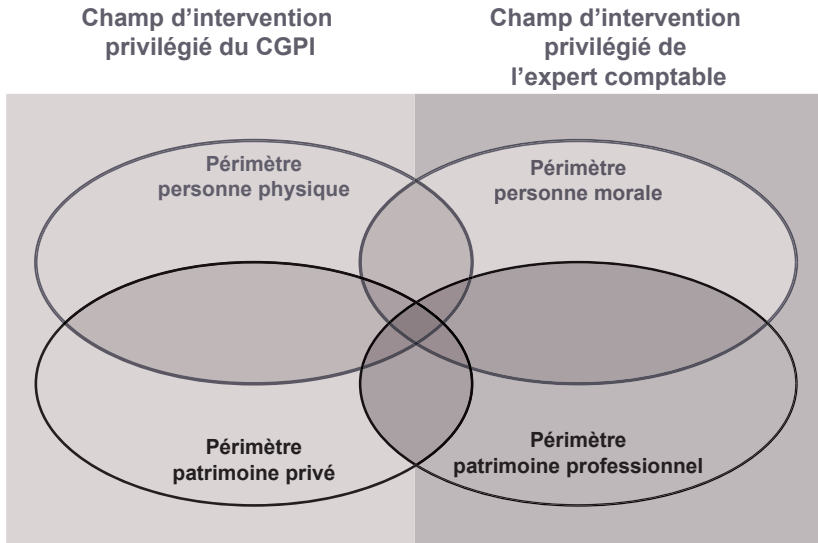 Champ d’intervention
privilégié du CGPI
Champ d’intervention
privilégié de
l’expert comptable
Périmètre
personne physique
Périmètre
personne morale
Périmètre
patrimoine privé
Périmètre
patrimoine professionnel